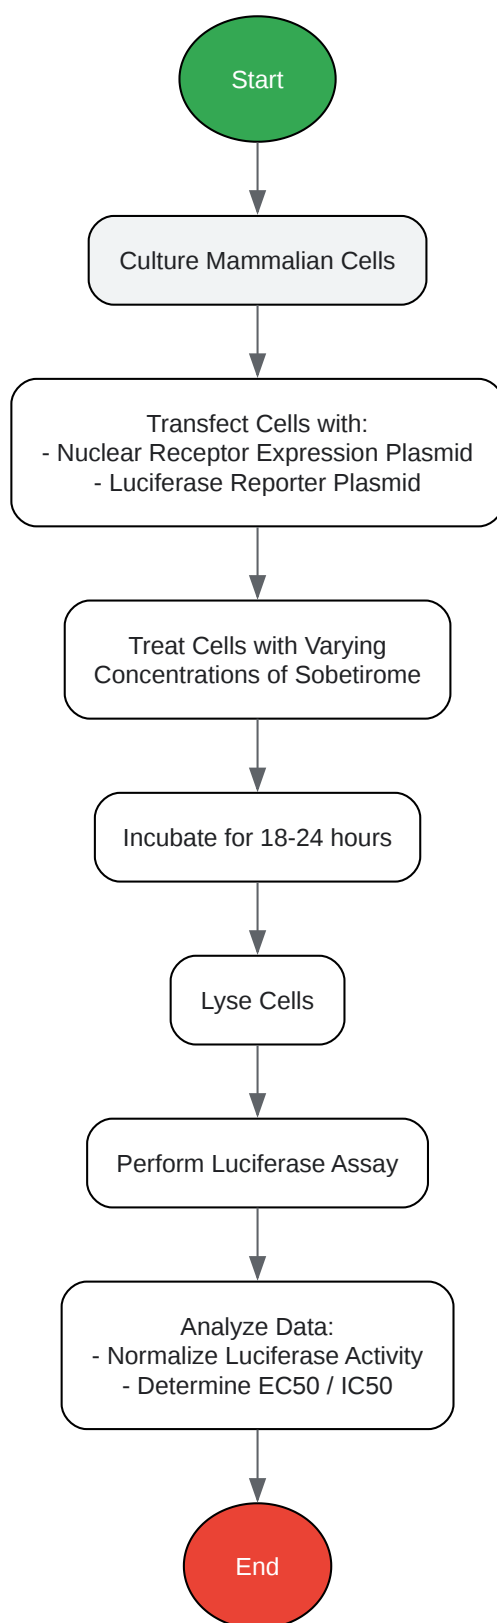 Start
Culture Mammalian Cells
Transfect Cells with:
- Nuclear Receptor Expression Plasmid
- Luciferase Reporter Plasmid
Treat Cells with Varying
Concentrations of Sobetirome
Incubate for 18-24 hours
Lyse Cells
Perform Luciferase Assay
Analyze Data:
- Normalize Luciferase Activity
- Determine EC50 / IC50
End